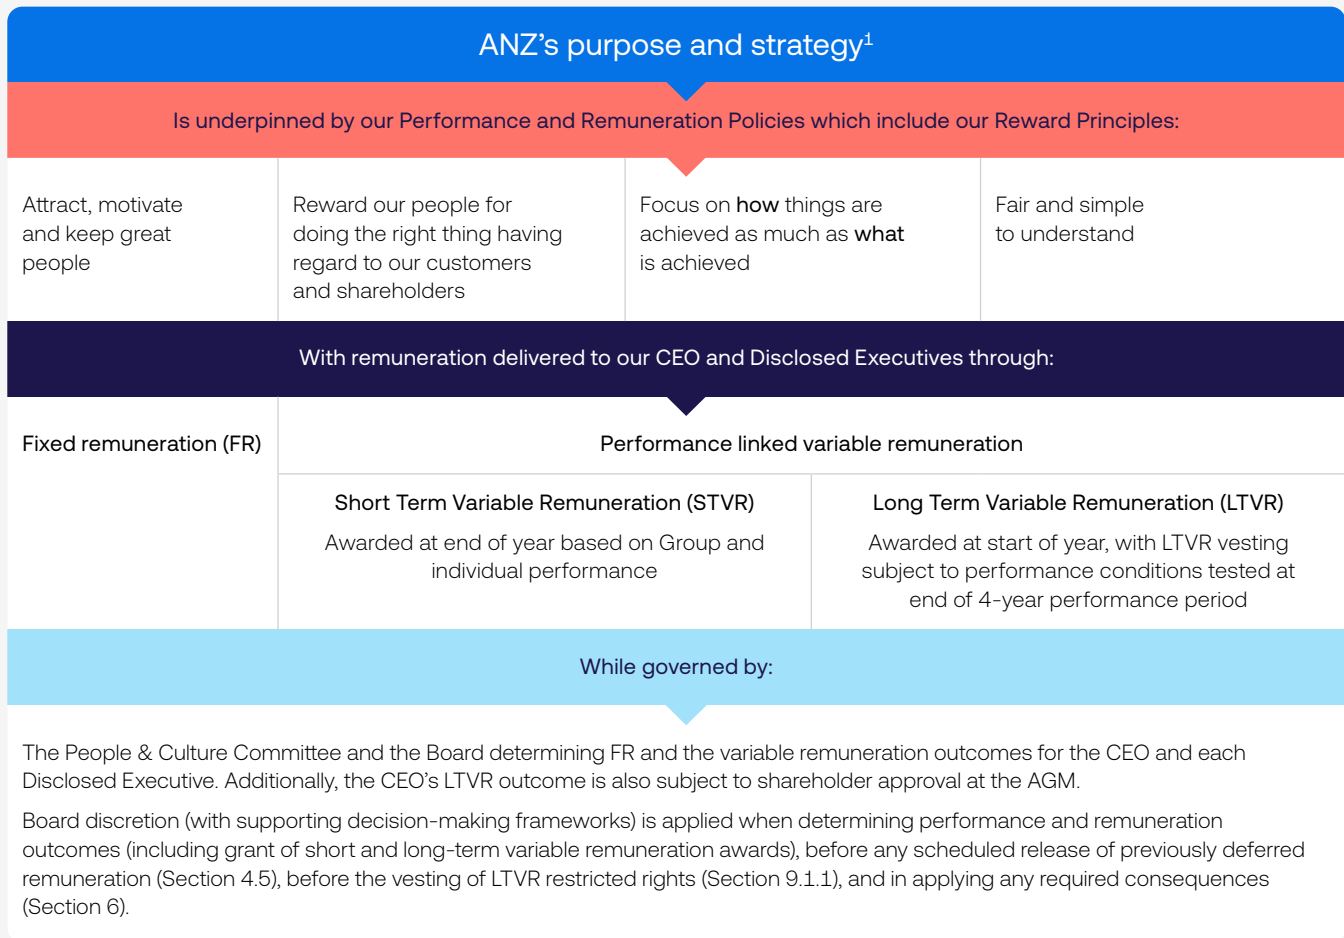 ANZ’s purpose and strategy¹
Is underpinned by our Performance and Remuneration Policies which include our Reward Principles:
Attract, motivate
and keep great
people
Reward our people for
doing the right thing having
regard to our customers
and shareholders
Focus on how things are
achieved as much as what
is achieved
Fair and simple
to understand
With remuneration delivered to our CEO and Disclosed Executives through:
Fixed remuneration (FR)
Performance linked variable remuneration
Short Term Variable Remuneration (STVR)
Awarded at end of year based on Group and
individual performance
Long Term Variable Remuneration (LTVR)
Awarded at start of year, with LTVR vesting
subject to performance conditions tested at
end of 4-year performance period
While governed by:
The People & Culture Committee and the Board determining FR and the variable remuneration outcomes for the CEO and each
Disclosed Executive. Additionally, the CEO’s LTVR outcome is also subject to shareholder approval at the AGM.
Board discretion (with supporting decision-making frameworks) is applied when determining performance and remuneration
outcomes (including grant of short and long-term variable remuneration awards), before any scheduled release of previously deferred
remuneration (Section 4.5), before the vesting of LTVR restricted rights (Section 9.1.1), and in applying any required consequences
(Section 6).